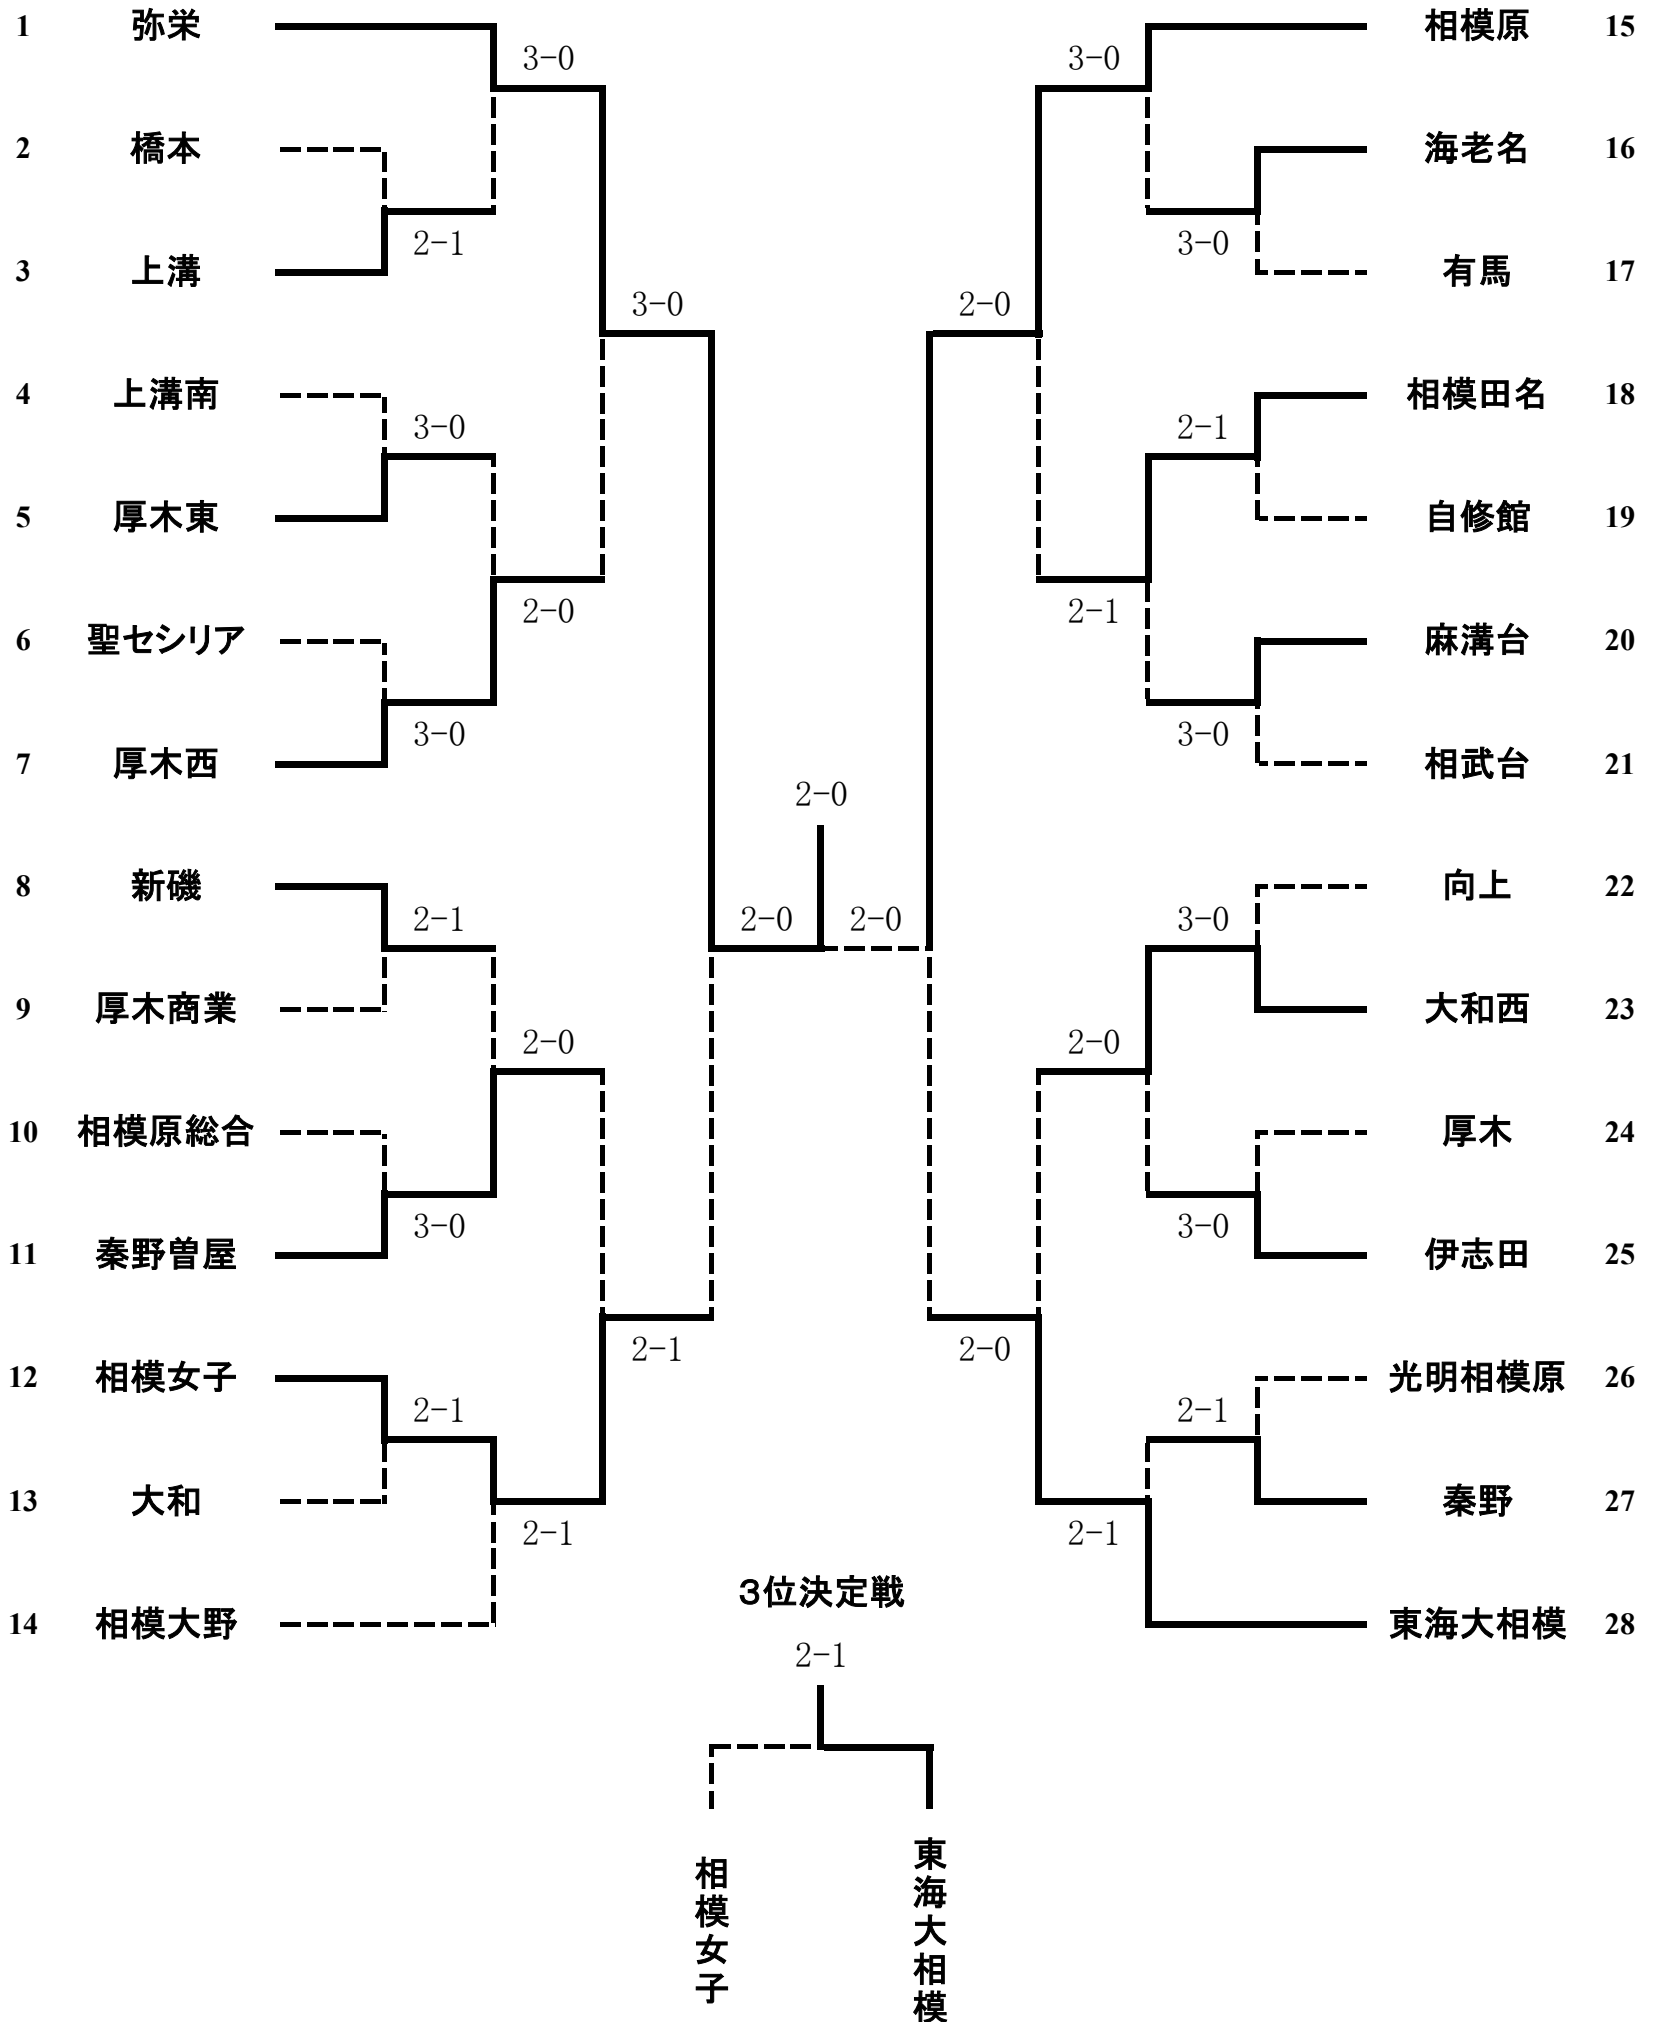 1 弥栄 相模原 15
3-0 3-0
2 橋本 海老名 16
2-1 3-0
3 上溝 有馬 17
3-0 2-0
4 上溝南 相模田名 18
3-0 2-1
5 厚木東 自修館 19
2-0 2-1
6 聖セシリア 麻溝台 20
3-0 3-0
7 厚木西 相武台 21
2-0
8 新磯 向上 22
2-1 2-0 2-0 3-0
9 厚木商業 大和西 23
2-0 2-0
10 相模原総合 厚木 24
3-0 3-0
11 秦野曽屋 伊志田 25
2-1 2-0
12 相模女子 光明相模原 26
2-1 2-1
13 大和 秦野 27
2-1 2-1
3位決定戦
14 相模大野 東海大相模 28
2-1
相模女子
東海大相模